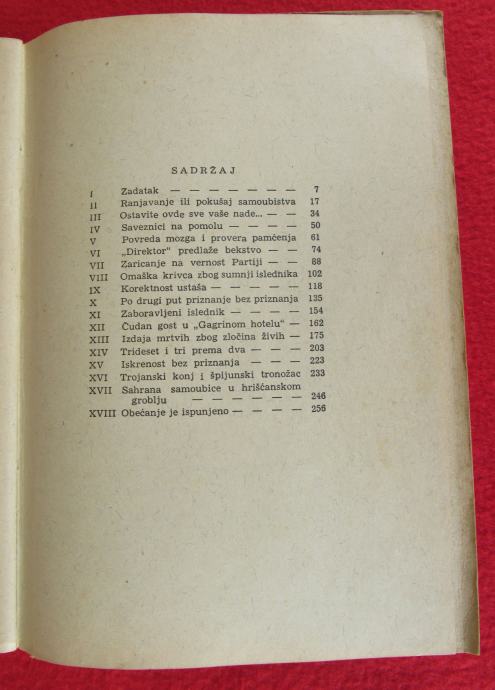 SADRŽAJ
I Zadatak — — — — — — — 7
II Ranjavanje ili pokušaj samoubistva 17
III Ostavite ovde sve vaše nade... — — 34
IV Saveznici na pomolu — — — — 50
V Povreda mozga i provera pamćenja 61
VI „Direktor“ predlaže bekstvo — — 74
VII Zaricanje na vernost Partiji — — 88
VIII Omaška krivca zbog sumnji islednika 102
IX Korektnost ustaša — — — — — 118
X Po drugi put priznanje bez priznanja 135
XI Zaboravljeni islednik — — — — 154
XII Čudan gost u „Gagrinom hotelu“ — 162
XIII Izdaja mrtvih zbog zločina živih — 175
XIV Trideset i tri prema dva — — — 203
XV Iskrenost bez priznanja — — — 223
XVI Trojanski konj i špljunski tronožac 233
XVII Sahrana samoubice u hrišćanskom
groblju — — — — — 246
XVIII Obećanje je ispunjeno — — — — 256